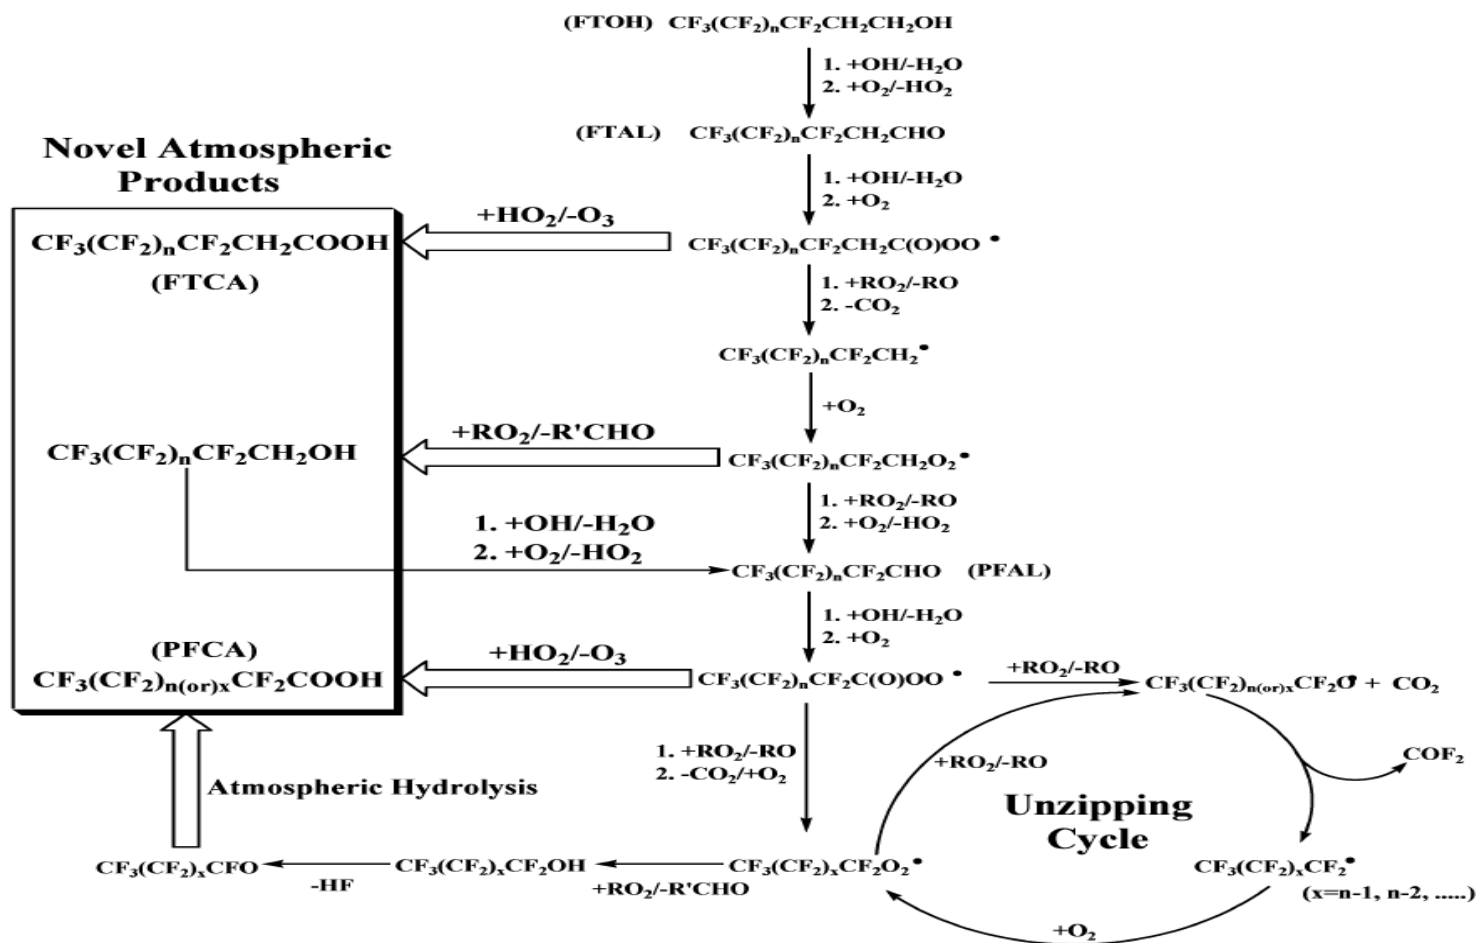 (FTOH) CF₃(CF₂)ₙCF₂CH₂CH₂OH
1. +OH/-H₂O
2. +O₂/-HO₂
(FTAL) CF₃(CF₂)ₙCF₂CH₂CHO
Novel Atmospheric
Products
1. +OH/-H₂O
2. +O₂
+HO₂/-O₃
CF₃(CF₂)ₙCF₂CH₂COOH
(FTCA)
CF₃(CF₂)ₙCF₂CH₂C(O)OO •
1. +RO₂/-RO
2. -CO₂
CF₃(CF₂)ₙCF₂CH₂•
+O₂
+RO₂/-R'CHO
CF₃(CF₂)ₙCF₂CH₂OH
CF₃(CF₂)ₙCF₂CH₂O₂•
1. +RO₂/-RO
2. +O₂/-HO₂
1. +OH/-H₂O
2. +O₂/-HO₂
CF₃(CF₂)ₙCF₂CHO (PFAL)
1. +OH/-H₂O
2. +O₂
+HO₂/-O₃
(PFCA)
CF₃(CF₂)n(or)xCF₂COOH
CF₃(CF₂)ₙCF₂C(O)OO •
+RO₂/-RO
CF₃(CF₂)n(or)xCF₂O• + CO₂
1. +RO₂/-RO
2. -CO₂/+O₂
+RO₂/-RO
COF₂
Atmospheric Hydrolysis
Unzipping
Cycle
CF₃(CF₂)ₓCFO
-HF
CF₃(CF₂)ₓCF₂OH
+RO₂/-R'CHO
CF₃(CF₂)ₓCF₂O₂•
CF₃(CF₂)ₓCF₂•
(x=n-1, n-2, .....)
+O₂